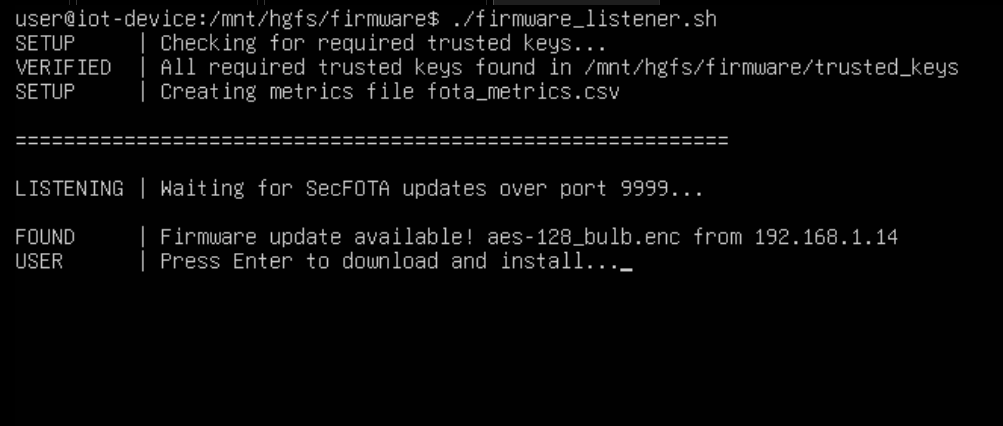 user@iot-device:/mnt/hgfs/firmware$ ./firmware_listener.sh
SETUP | Checking for required trusted keys...
VERIFIED | All required trusted keys found in /mnt/hgfs/firmware/trusted_keys
SETUP | Creating metrics file fota_metrics.csv
===========================================================
LISTENING | Waiting for SecFOTA updates over port 9999...
FOUND | Firmware update available! aes-128_bulb.enc from 192.168.1.14
USER | Press Enter to download and install..._